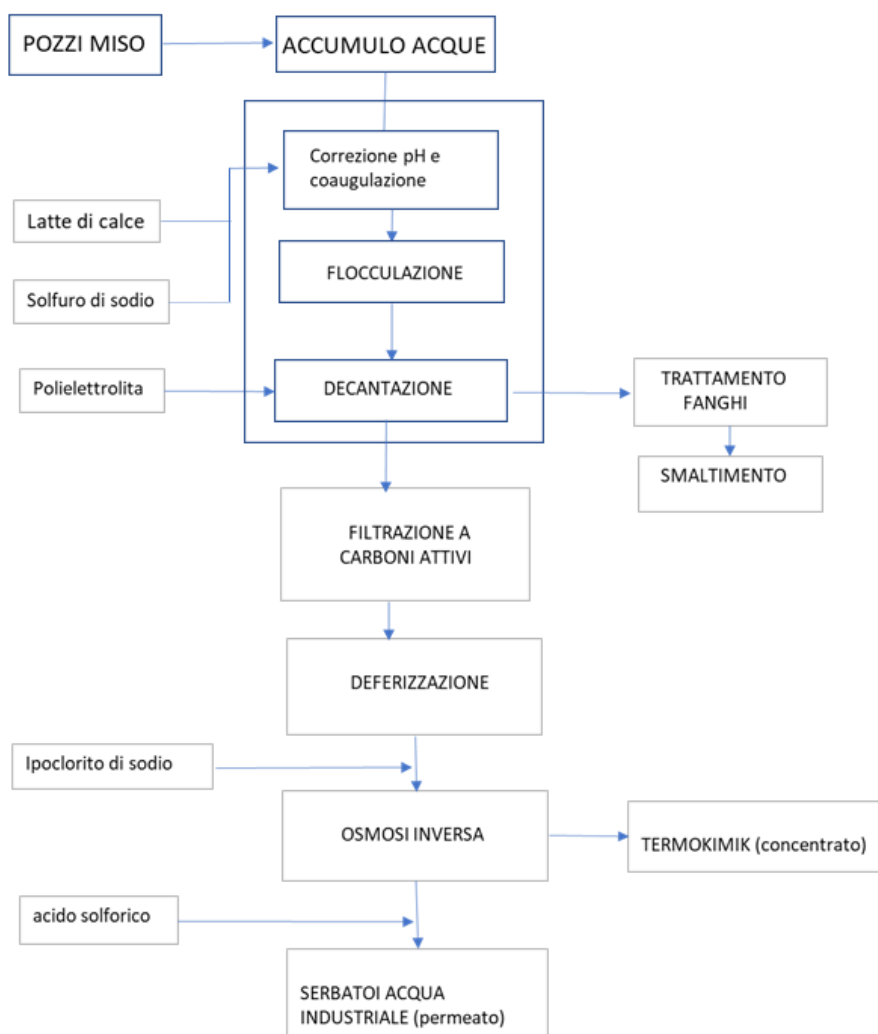 POZZI MISO
ACCUMULO ACQUE
Correzione pH e
coaugulazione
Latte di calce
FLOCCULAZIONE
Solfuro di sodio
Polielettrolita
DECANTAZIONE
TRATTAMENTO
FANGHI
SMALTIMENTO
FILTRAZIONE A
CARBONI ATTIVI
DEFERIZZAZIONE
Ipoclorito di sodio
OSMOSI INVERSA
TERMOKIMIK (concentrato)
acido solforico
SERBATOI ACQUA
INDUSTRIALE (permeato)